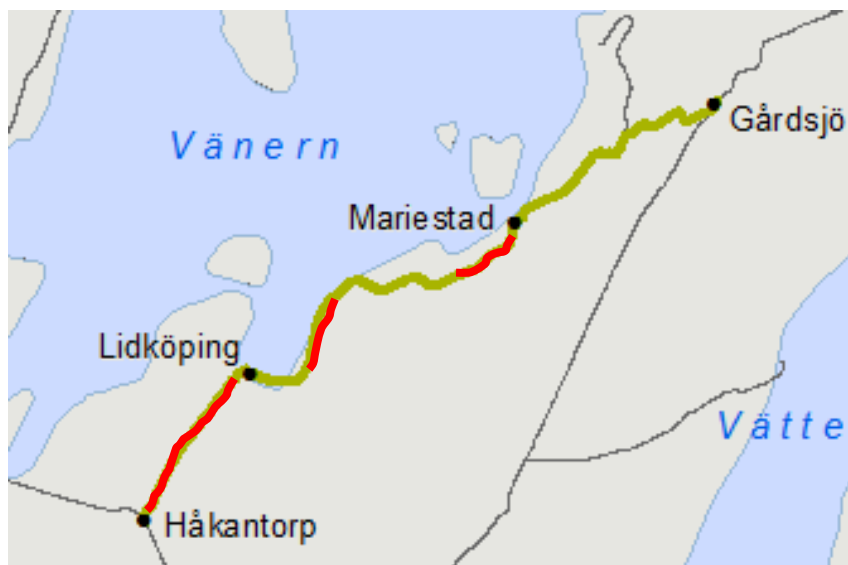 Gårdsjö
Vänern
Mariestad
Lidköping
Vätte
Håkantorp